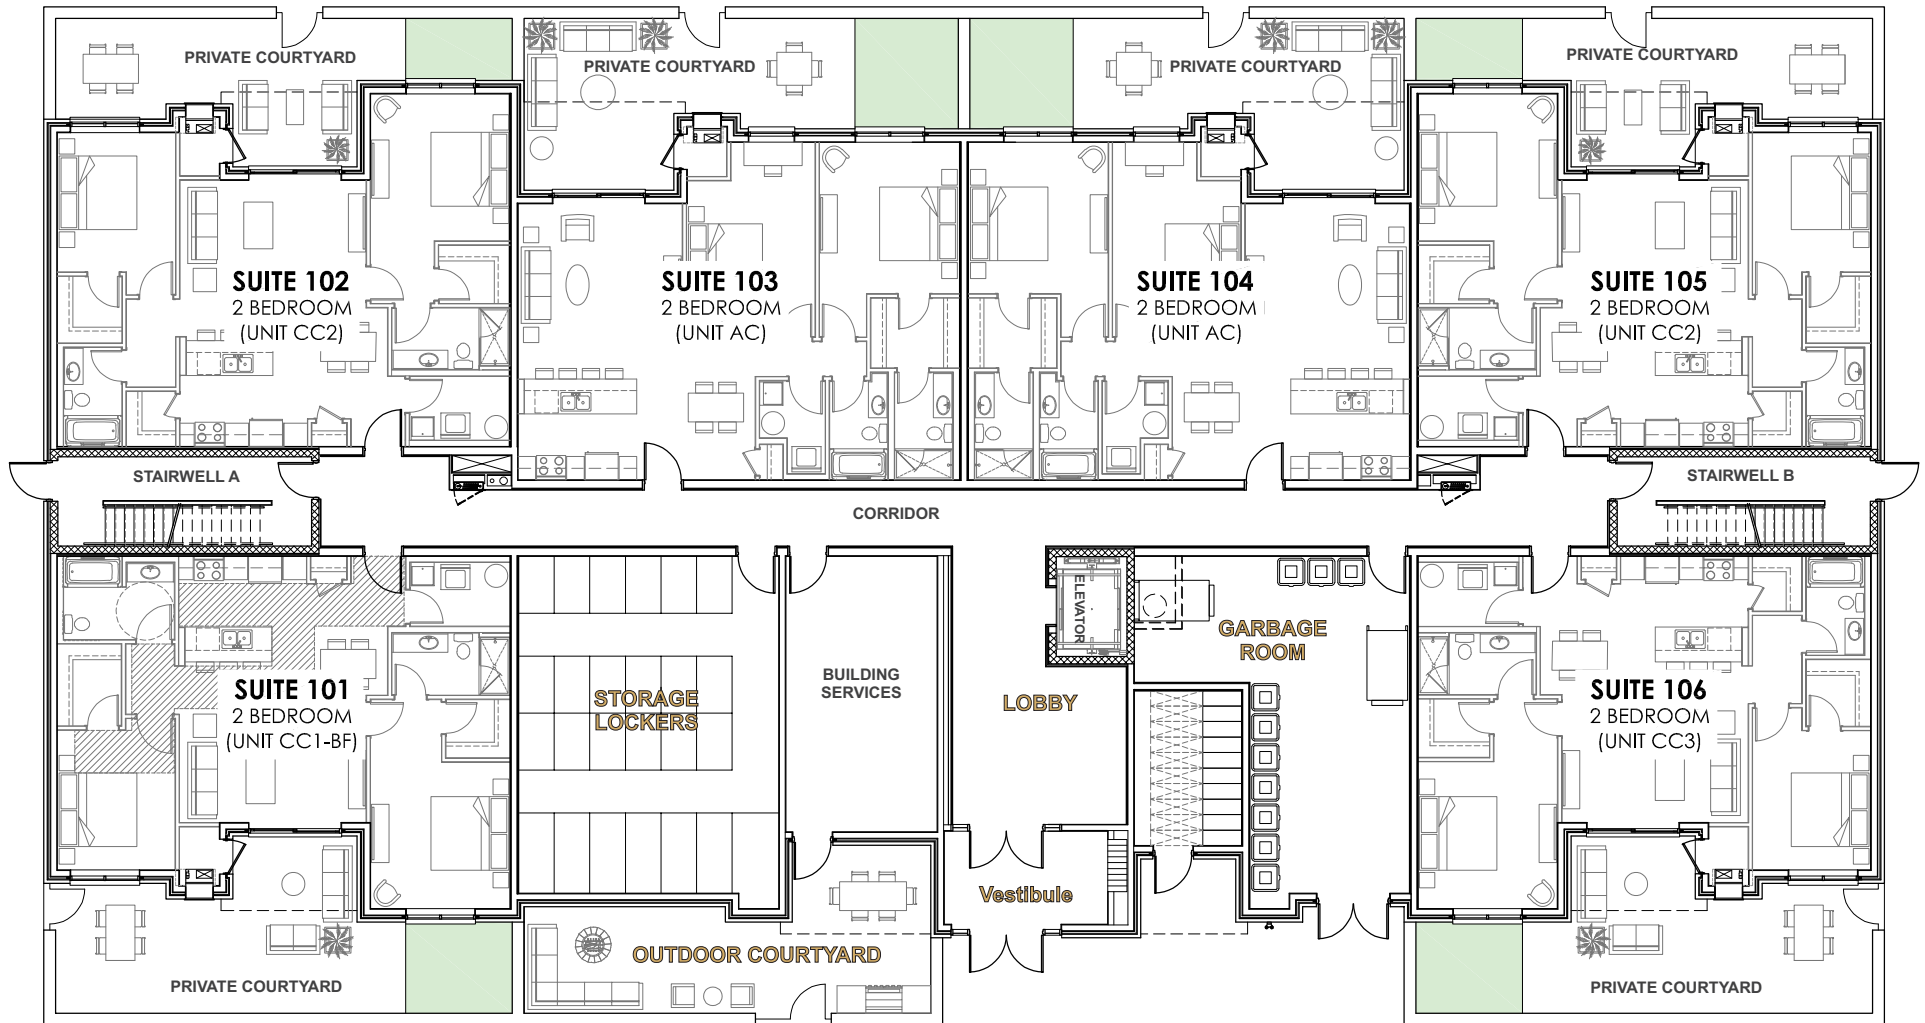 PRIVATE COURTYARD
PRIVATE COURTYARD
PRIVATE COURTYARD
PRIVATE COURTYARD
SUITE 102
2 BEDROOM
(UNIT CC2)
SUITE 103
2 BEDROOM
(UNIT AC)
SUITE 104
2 BEDROOM
(UNIT AC)
SUITE 105
2 BEDROOM
(UNIT CC2)
STAIRWELL A
STAIRWELL B
CORRIDOR
ELEVATOR
GARBAGE
ROOM
SUITE 101
2 BEDROOM
(UNIT CC1-BF)
STORAGE
LOCKERS
BUILDING
SERVICES
LOBBY
SUITE 106
2 BEDROOM
(UNIT CC3)
Vestibule
OUTDOOR COURTYARD
PRIVATE COURTYARD
PRIVATE COURTYARD